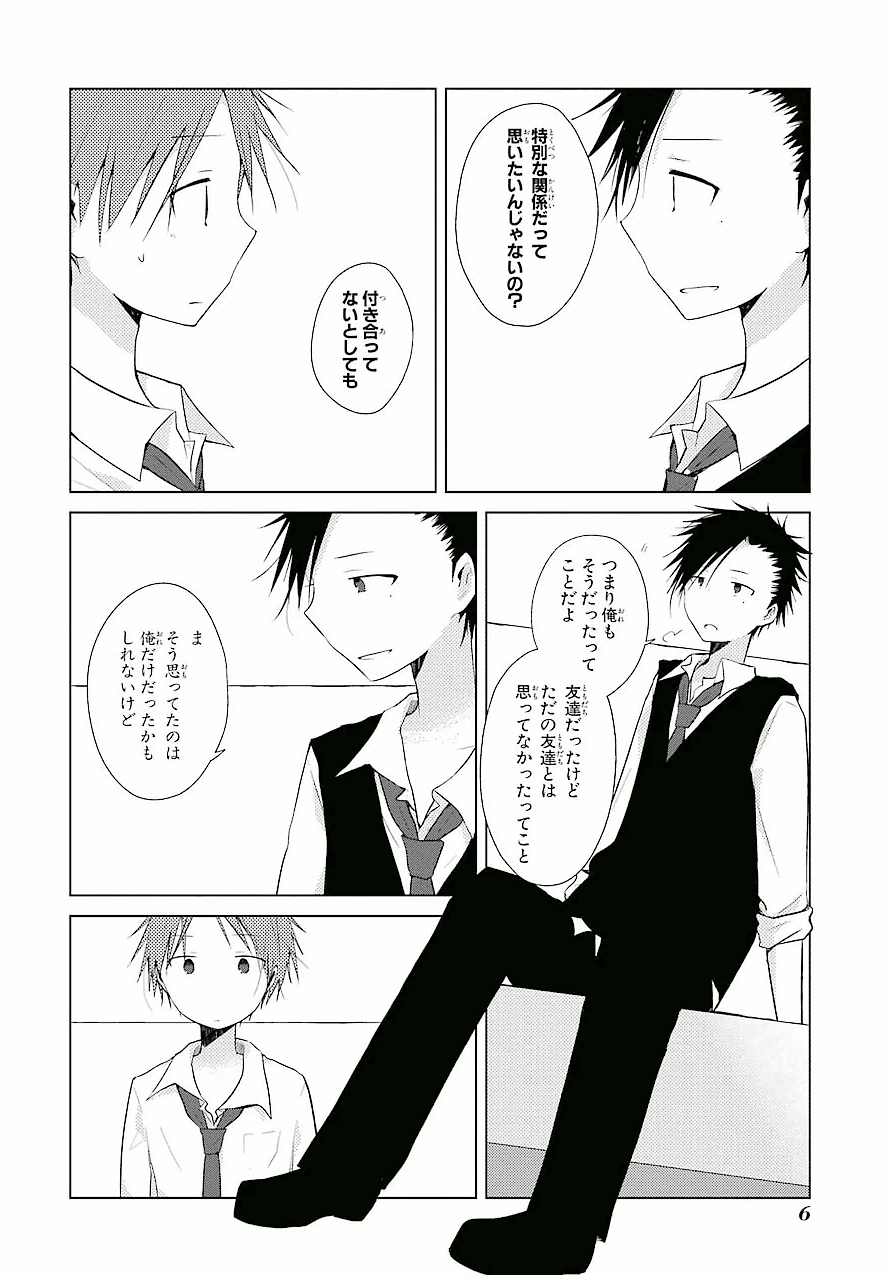 特別な関係だって
思いたいんじゃないの?
付き合って
ないとしても
つまり俺も
そうだったって
ことだよ
友達だったけど
ただの友達とは
思ってなかったってこと
ま
そう思ってたのは
俺だけだったかも
しれないけど
6